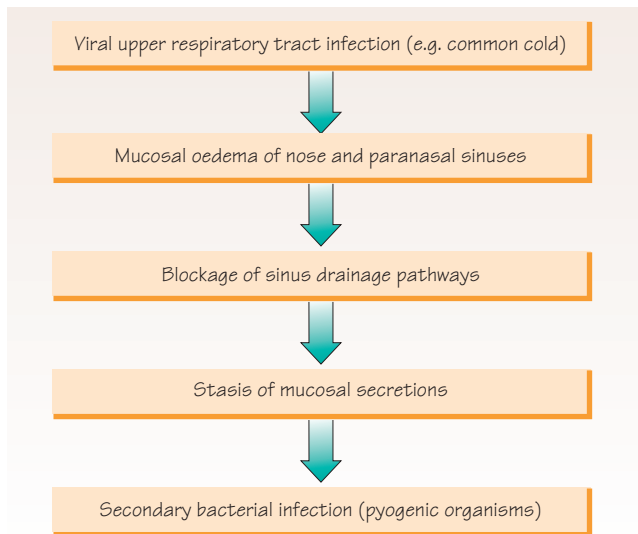 Viral upper respiratory tract infection (e.g. common cold)
Mucosal oedema of nose and paranasal sinuses
Blockage of sinus drainage pathways
Stasis of mucosal secretions
Secondary bacterial infection (pyogenic organisms)